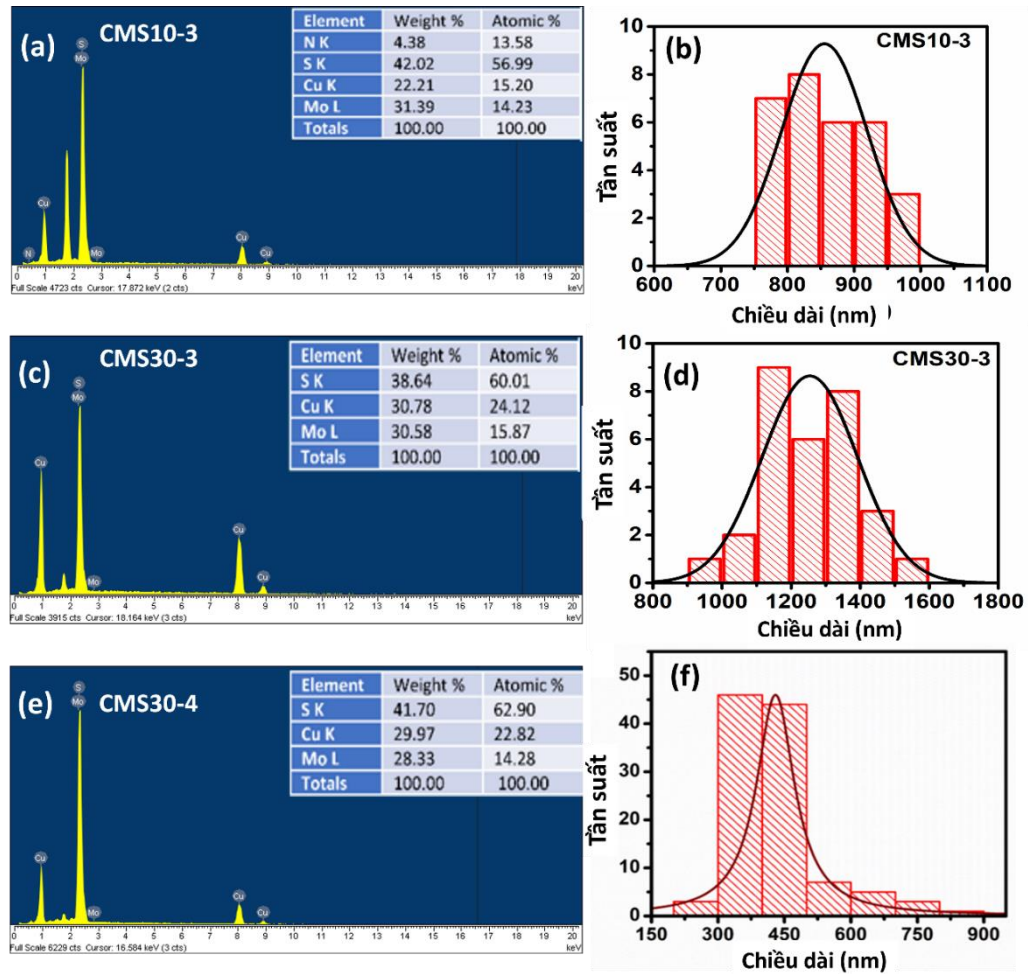 (a) CMS10-3
Element Weight % Atomic %
N K 4.38 13.58
S K 42.02 56.99
Cu K 22.21 15.20
Mo L 31.39 14.23
Totals 100.00 100.00
S
Mo
Cu
N
Mo
Cu
Cu
0 1 2 3 4 5 6 7 8 9 10 11 12 13 14 15 16 17 18 19 20
Full Scale 4723 cts Cursor: 17.872 keV (2 cts) keV
(b) CMS10-3
Tần suất
10
8
6
4
2
0
600 700 800 900 1000 1100
Chiều dài (nm)
(c) CMS30-3
Element Weight % Atomic %
S K 38.64 60.01
Cu K 30.78 24.12
Mo L 30.58 15.87
Totals 100.00 100.00
S
Mo
Cu
Mo
Cu
Cu
0 1 2 3 4 5 6 7 8 9 10 11 12 13 14 15 16 17 18 19 20
Full Scale 3915 cts Cursor: 18.164 keV (3 cts) keV
(d) CMS30-3
Tần suất
10
8
6
4
2
0
800 1000 1200 1400 1600 1800
Chiều dài (nm)
(e) CMS30-4
Element Weight % Atomic %
S K 41.70 62.90
Cu K 29.97 22.82
Mo L 28.33 14.28
Totals 100.00 100.00
S
Mo
Cu
Mo
Cu
Cu
0 1 2 3 4 5 6 7 8 9 10 11 12 13 14 15 16 17 18 19 20
Full Scale 6229 cts Cursor: 16.584 keV (3 cts) keV
(f)
Tần suất
50
40
30
20
10
0
150 300 450 600 750 900
Chiều dài (nm)